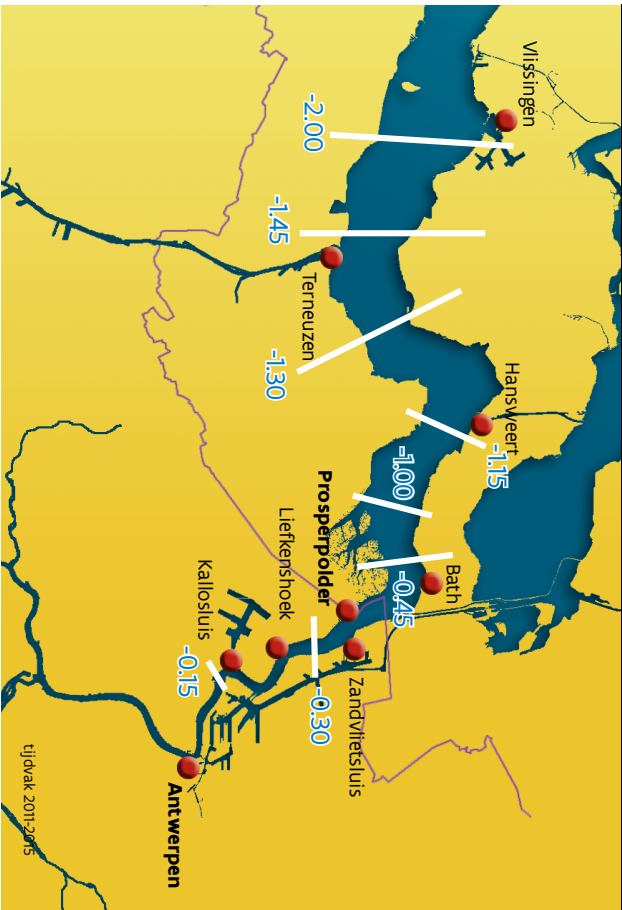 Vlissingen
-2.00
-1.45
Terneuzen
-1.30
Hansweert
-1.15
-1.00
Prosperpolder
Bath
-0.45
Liefkenshoek
Kallosluis
-0.15
-0.30
Zandvlietsluis
Antwerpen
tijdvak 2011-2015